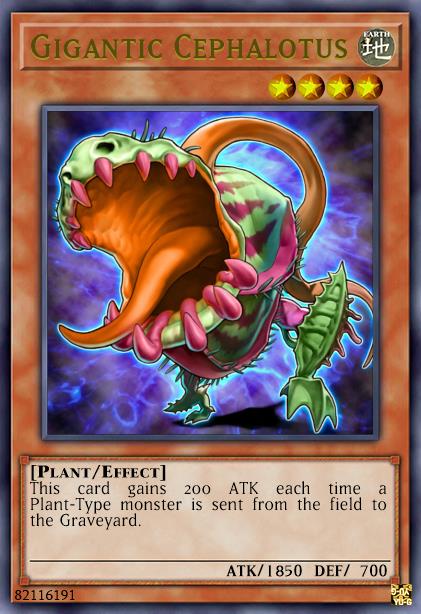 GIGANTIC CEPHALOTUS
EARTH
地
[PLANT/EFFECT]
This card gains 200 ATK each time a
Plant-Type monster is sent from the field to
the Graveyard.
ATK/1850 DEF/ 700
82116191